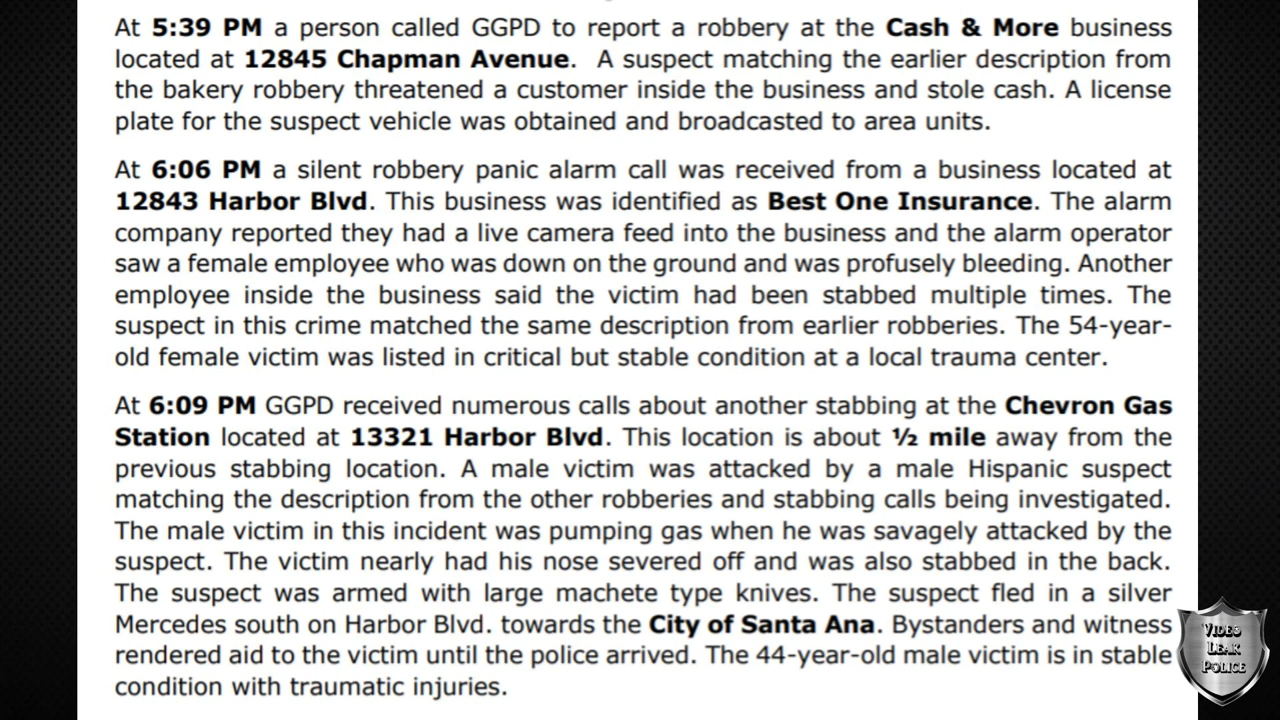 At 5:39 PM a person called GGPD to report a robbery at the Cash & More business
located at 12845 Chapman Avenue. A suspect matching the earlier description from
the bakery robbery threatened a customer inside the business and stole cash. A license
plate for the suspect vehicle was obtained and broadcasted to area units.
At 6:06 PM a silent robbery panic alarm call was received from a business located at
12843 Harbor Blvd. This business was identified as Best One Insurance. The alarm
company reported they had a live camera feed into the business and the alarm operator
saw a female employee who was down on the ground and was profusely bleeding. Another
employee inside the business said the victim had been stabbed multiple times. The
suspect in this crime matched the same description from earlier robberies. The 54-year-
old female victim was listed in critical but stable condition at a local trauma center.
At 6:09 PM GGPD received numerous calls about another stabbing at the Chevron Gas
Station located at 13321 Harbor Blvd. This location is about ½ mile away from the
previous stabbing location. A male victim was attacked by a male Hispanic suspect
matching the description from the other robberies and stabbing calls being investigated.
The male victim in this incident was pumping gas when he was savagely attacked by the
suspect. The victim nearly had his nose severed off and was also stabbed in the back.
The suspect was armed with large machete type knives. The suspect fled in a silver
Mercedes south on Harbor Blvd. towards the City of Santa Ana. Bystanders and witness
rendered aid to the victim until the police arrived. The 44-year-old male victim is in stable
condition with traumatic injuries.
VIDEO
LEAK
POLICE